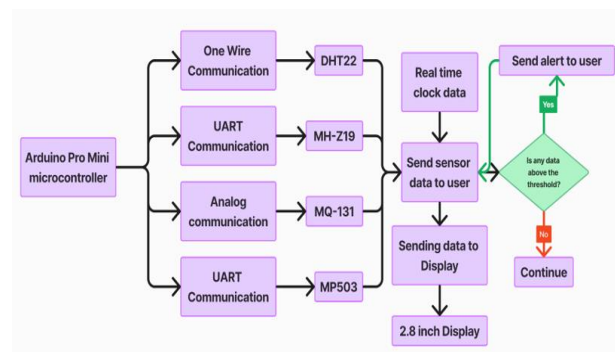 Arduino Pro Mini
microcontroller
One Wire
Communication
DHT22
UART
Communication
MH-Z19
Analog
communication
MQ-131
UART
Communication
MP503
Real time
clock data
Send sensor
data to user
Sending data to
Display
2.8 inch Display
Send alert to user
Yes
Is any data
above the
threshold?
No
Continue